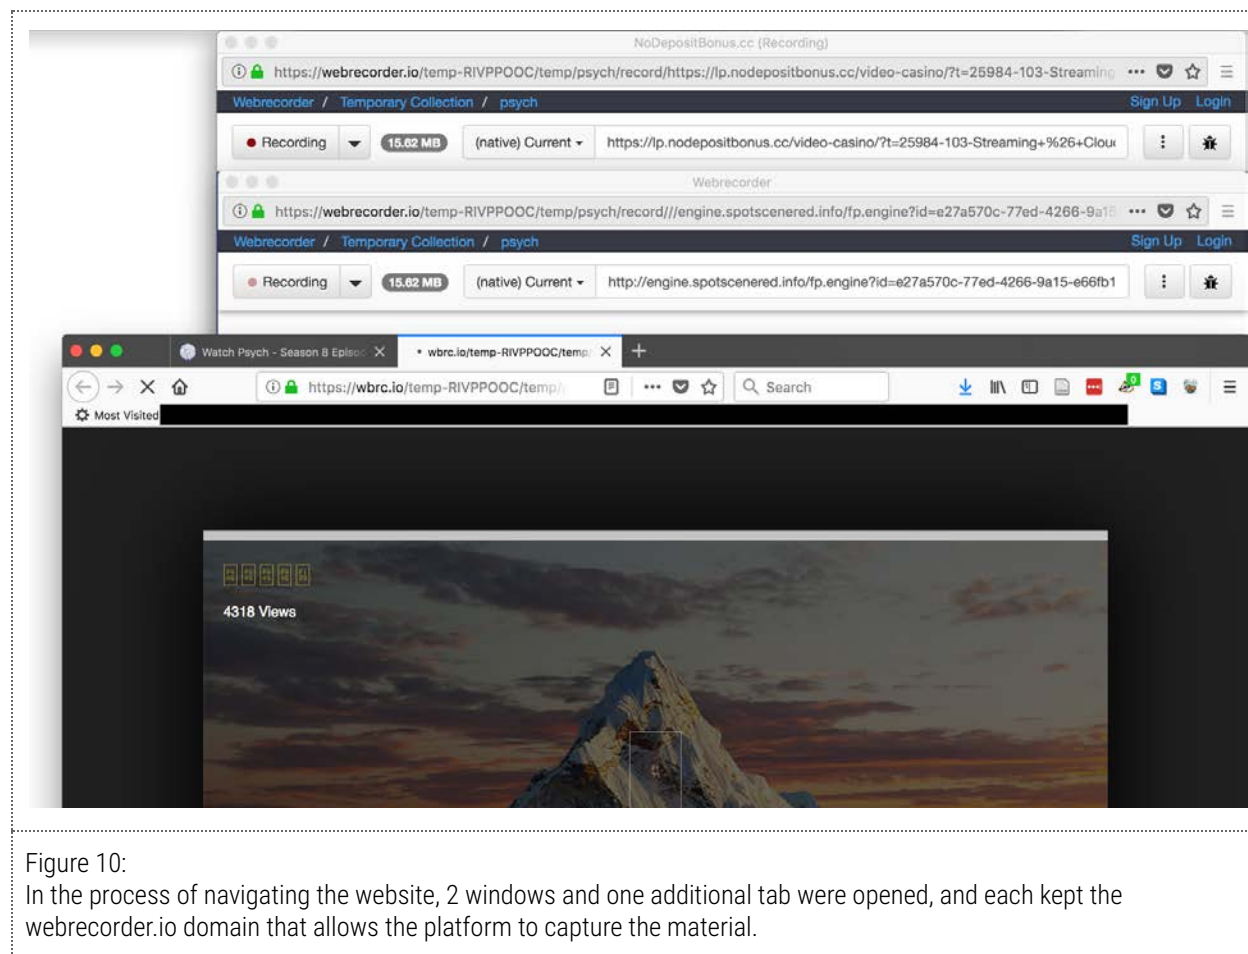 NoDepositBonus.cc (Recording)
https://webrecorder.io/temp-RIVPPOOC/temp/psych/record/https://lp.nodepositbonus.cc/video-casino/?t=25984-103-Streaming
Webrecorder / Temporary Collection / psych Sign Up Login
Recording 15.62 MB (native) Current https://lp.nodepositbonus.cc/video-casino/?t=25984-103-Streaming+%26+Clou
Webrecorder
https://webrecorder.io/temp-RIVPPOOC/temp/psych/record///engine.spotscenered.info/fp.engine?id=e27a570c-77ed-4266-9a15
Webrecorder / Temporary Collection / psych Sign Up Login
Recording 15.62 MB (native) Current http://engine.spotscenered.info/fp.engine?id=e27a570c-77ed-4266-9a15-e66fb1
Watch Psych - Season 8 Episo wbrc.io/temp-RIVPPOOC/temp/
https://wbrc.io/temp-RIVPPOOC/temp/ Search 0 S
Most Visited
4318 Views
Figure 10:
In the process of navigating the website, 2 windows and one additional tab were opened, and each kept the
webrecorder.io domain that allows the platform to capture the material.